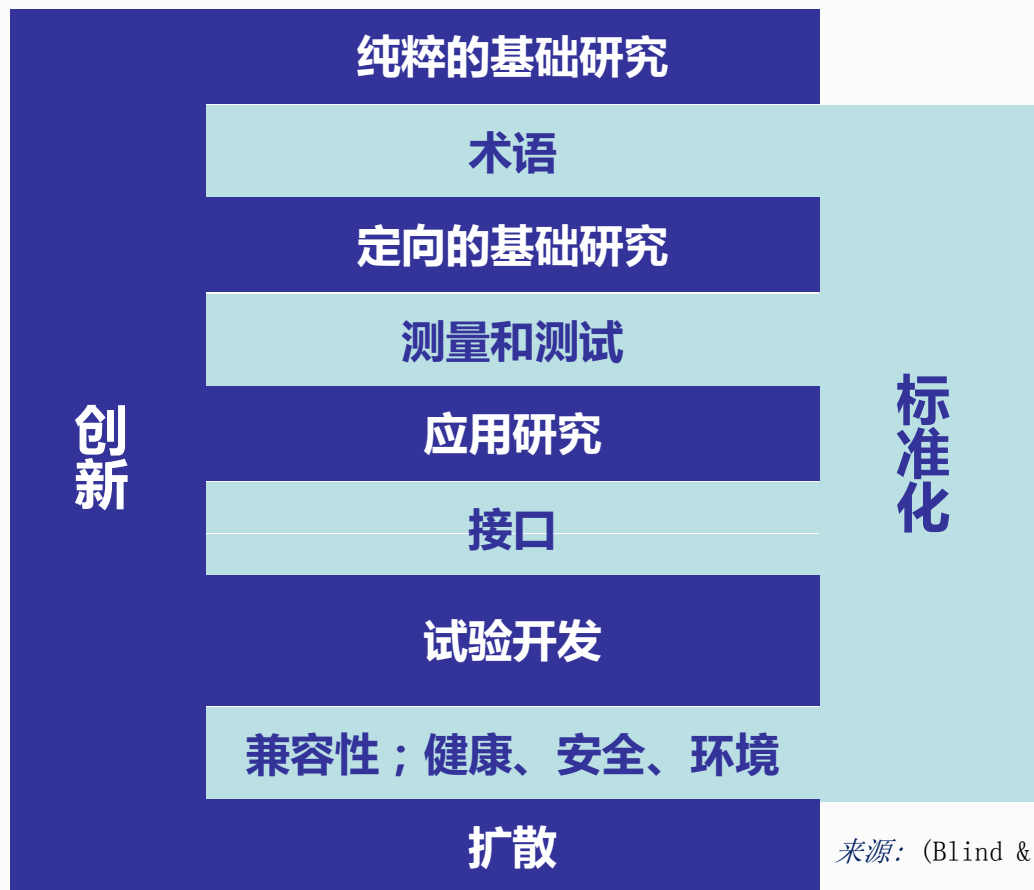 纯粹的基础研究
术语
定向的基础研究
测量和测试
创新
应用研究
标准化
接口
试验开发
兼容性；健康、安全、环境
扩散
来源: (Blind &